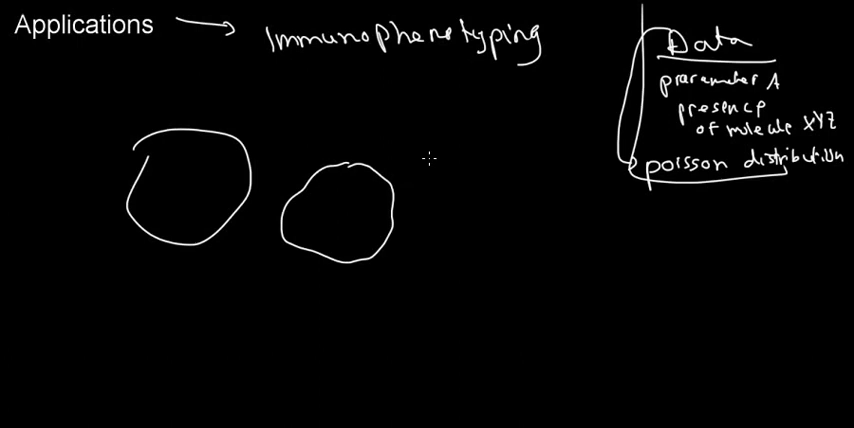 Applications
Immunophenotyping
Data
parameter A
presence
of molecule XYZ
poisson distribution